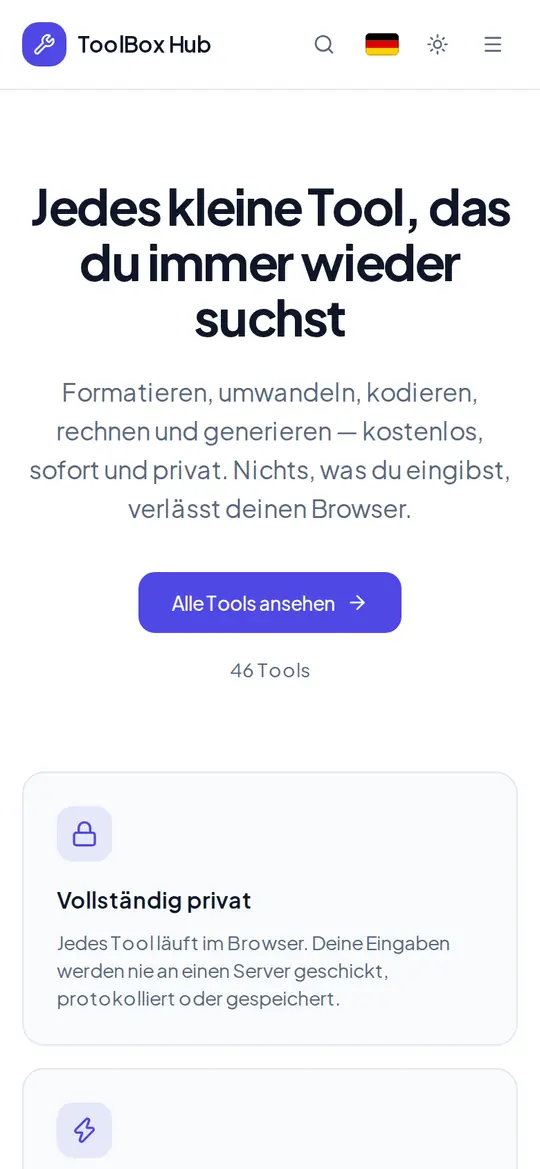 ToolBox Hub
Jedes kleine Tool, das
du immer wieder
suchst
Formatieren, umwandeln, kodieren,
rechnen und generieren — kostenlos,
sofort und privat. Nichts, was du eingibst,
verlässt deinen Browser.
Alle Tools ansehen
46 Tools
Vollständig privat
Jedes Tool läuft im Browser. Deine Eingaben
werden nie an einen Server geschickt,
protokolliert oder gespeichert.